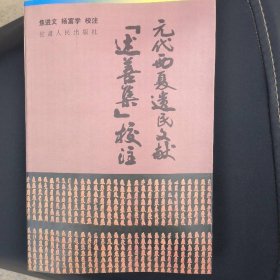 焦进文 杨富学 校注
甘肃人民出版社
元代西夏遗民文献
「述善集」校注